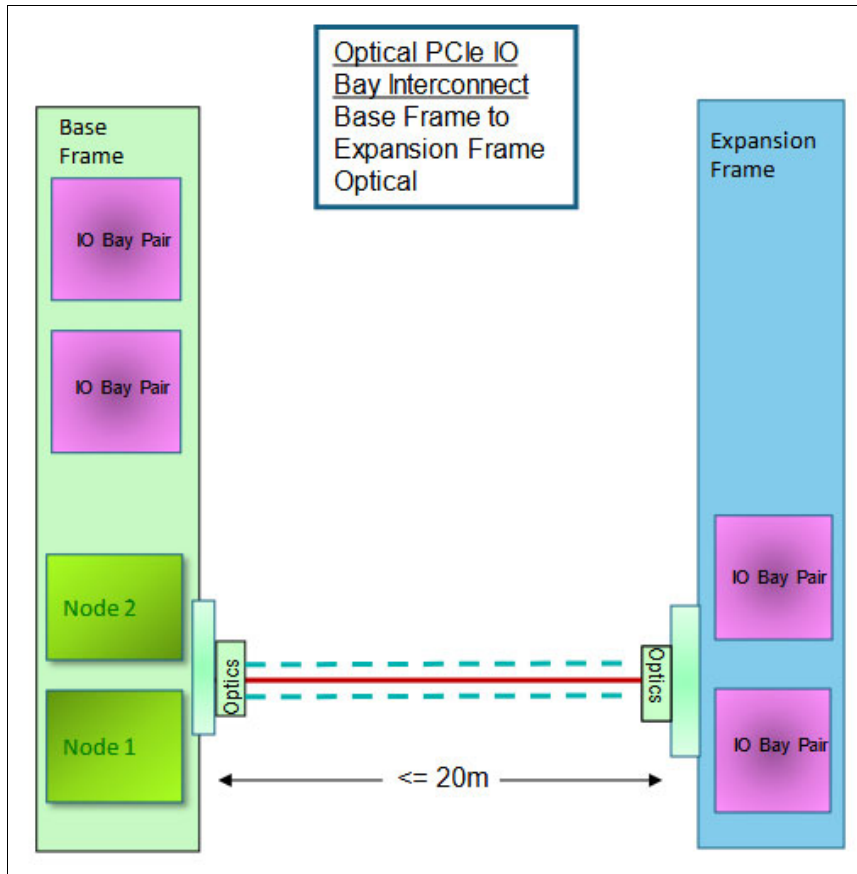 Optical PCIe IO
Bay Interconnect
Base Frame to
Expansion Frame
Optical
Base
Frame
IO Bay Pair
IO Bay Pair
Node 2
Node 1
Optics
<= 20m
Optics
Expansion
Frame
IO Bay Pair
IO Bay Pair